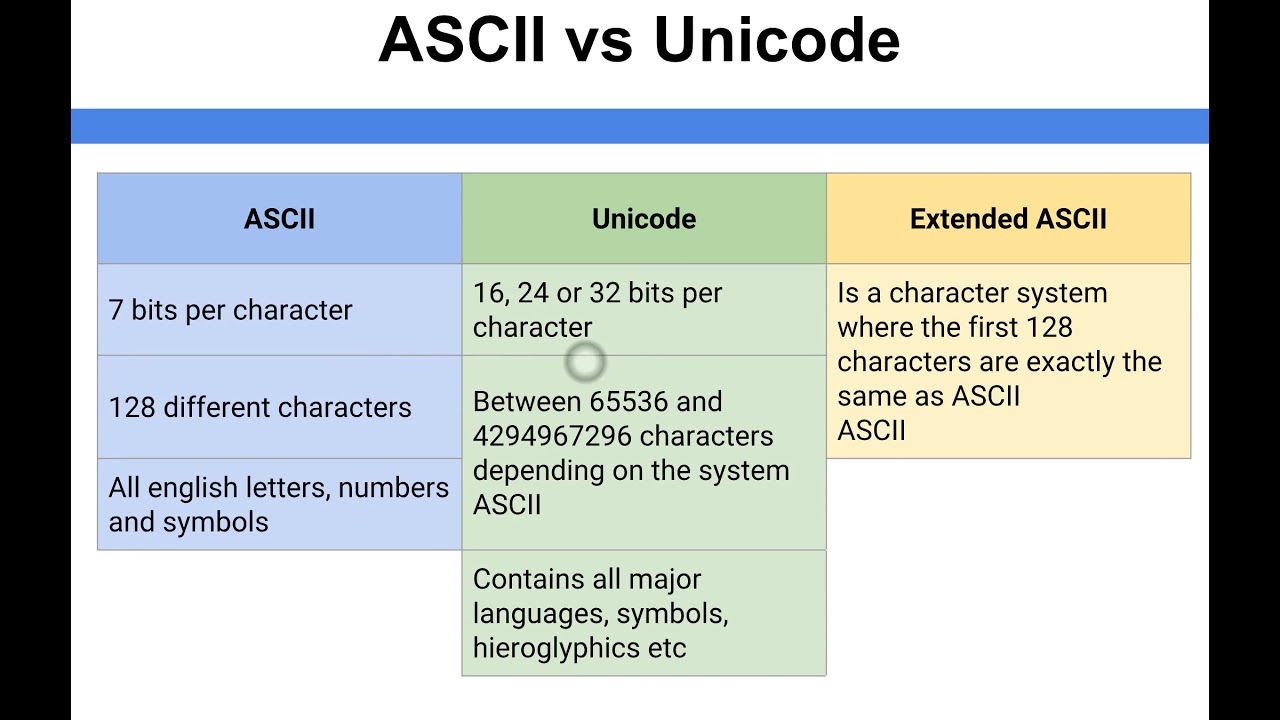 ASCII vs Unicode
ASCII
Unicode
Extended ASCII
7 bits per character
16, 24 or 32 bits per
character
Is a character system
where the first 128
characters are exactly the
same as ASCII
ASCII
128 different characters
Between 65536 and
4294967296 characters
depending on the system
ASCII
All english letters, numbers
and symbols
Contains all major
languages, symbols,
hieroglyphics etc